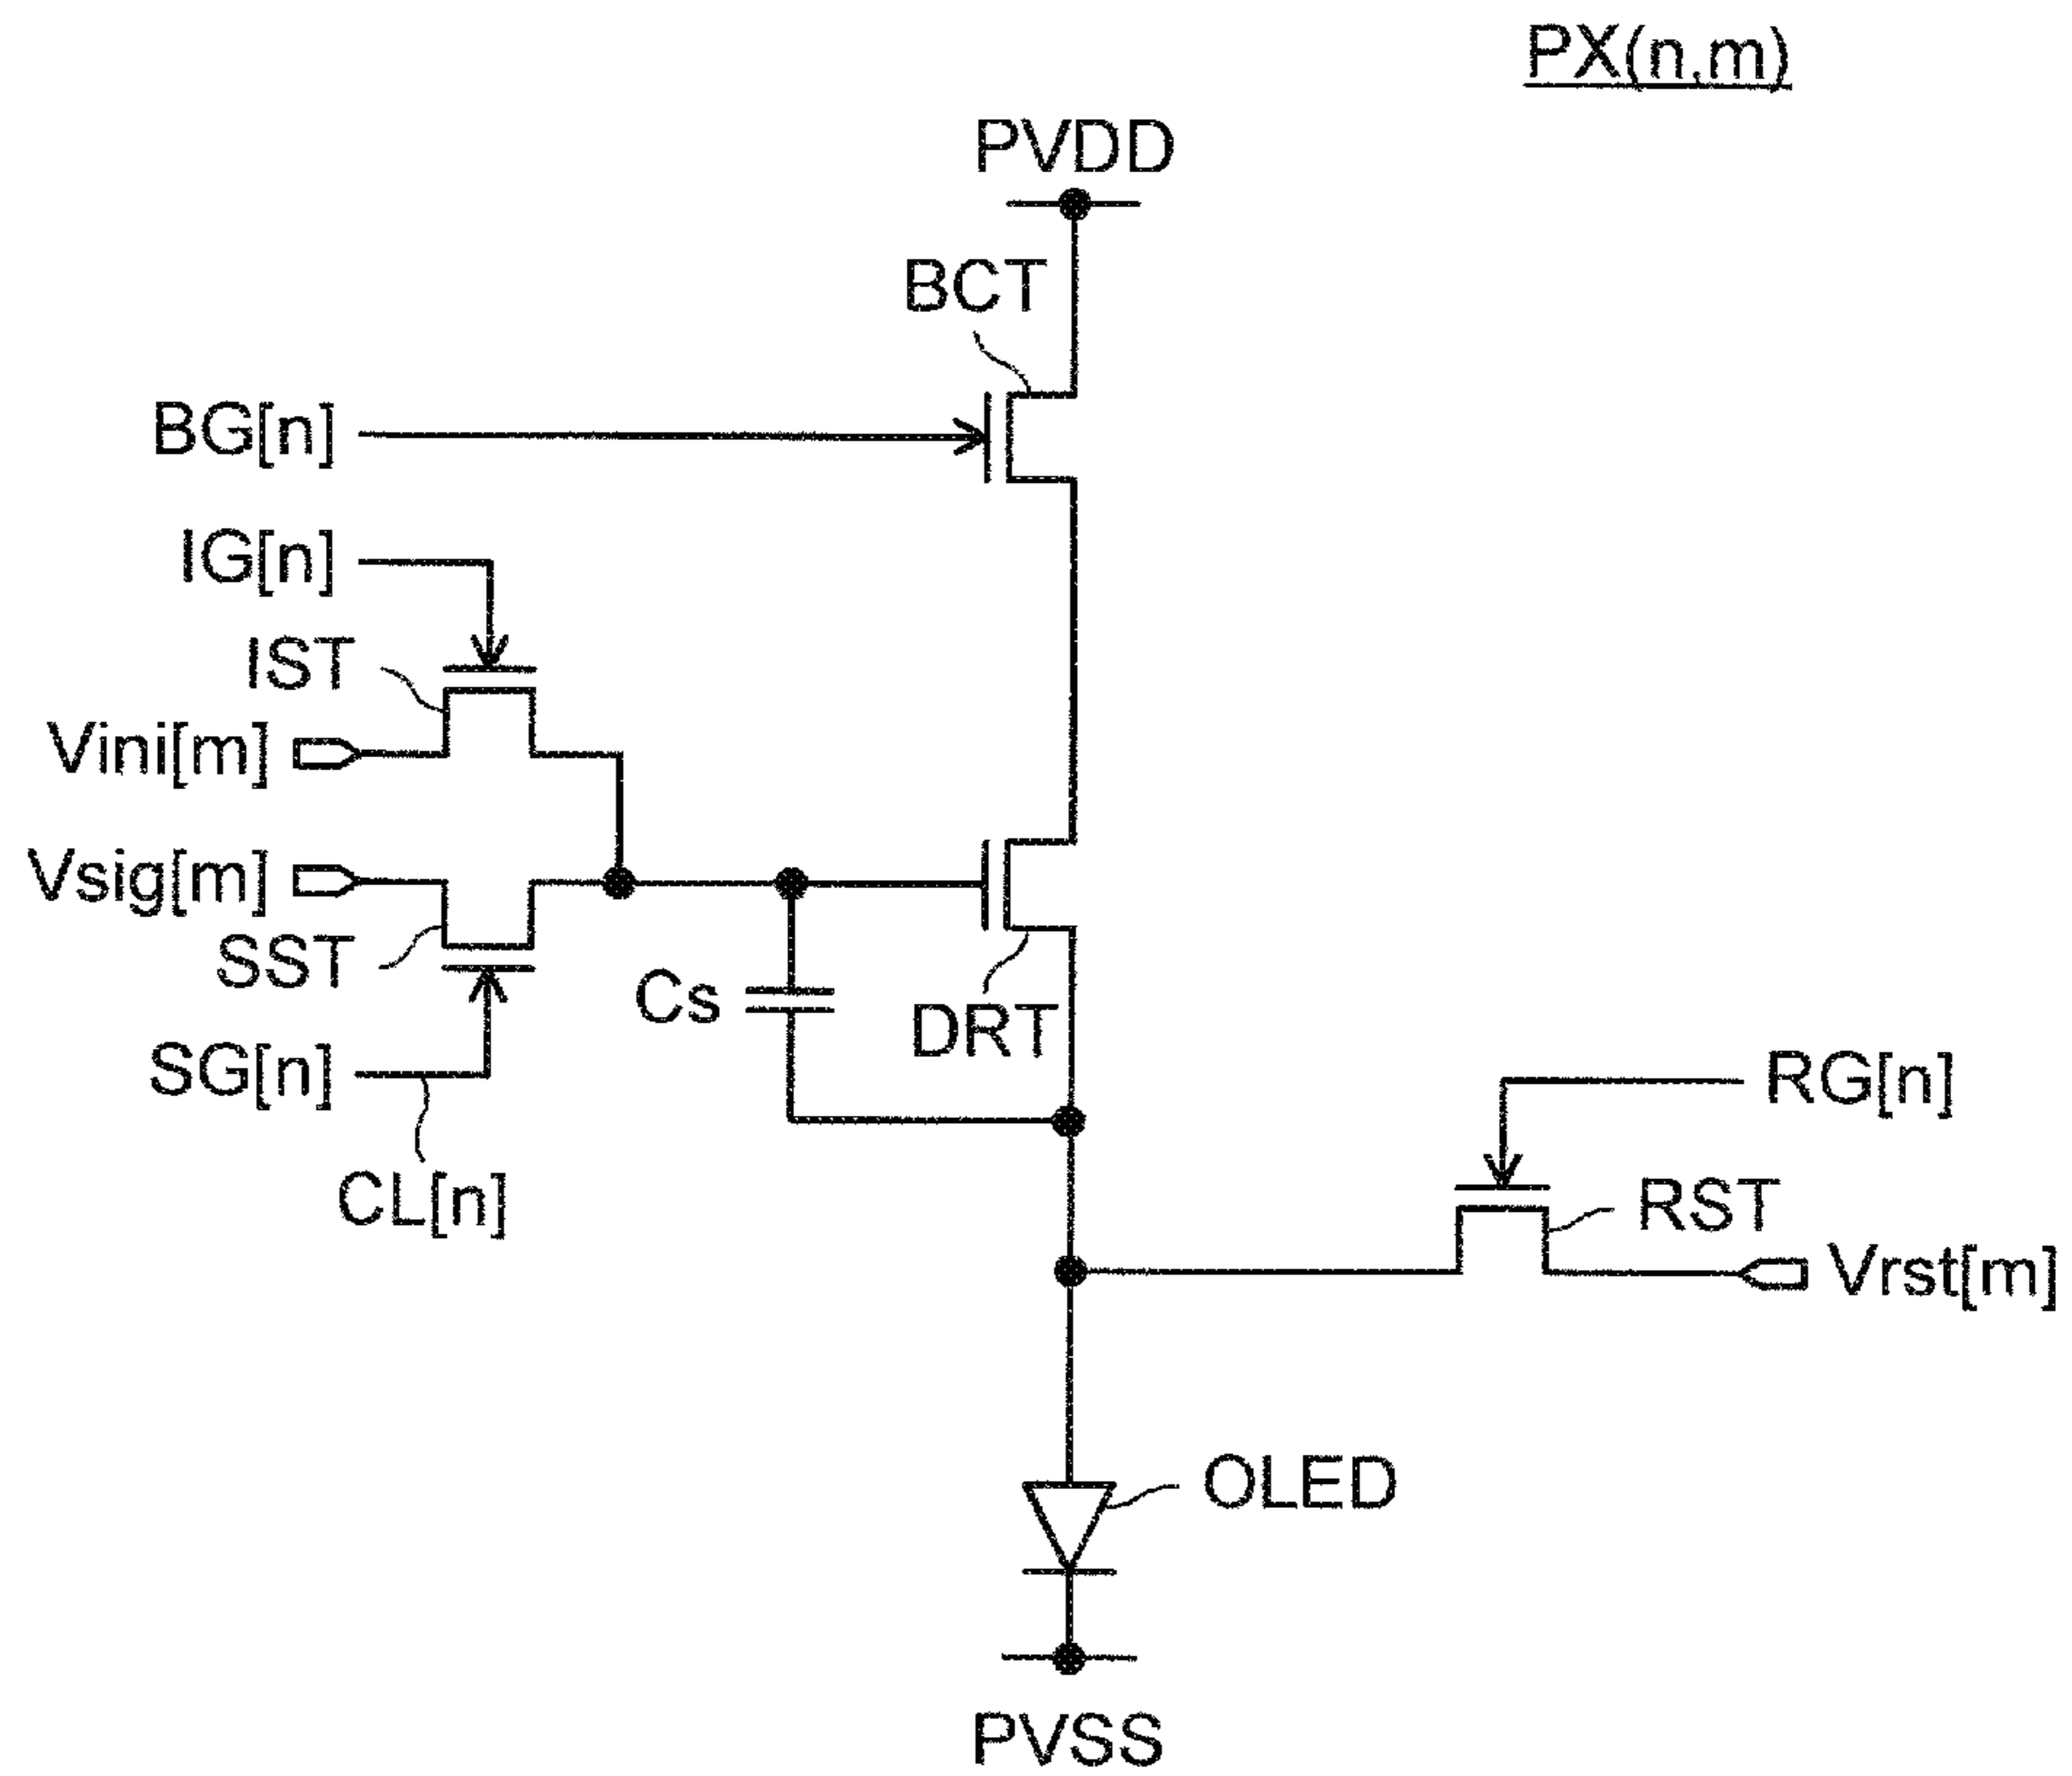 PX(n,m)
PVDD
BCT
BG[n]
IG[n]
IST
Vini[m]
Vsig[m]
SST
Cs
DRT
SG[n]
RG[n]
CL[n]
RST
Vrst[m]
OLED
PVSS